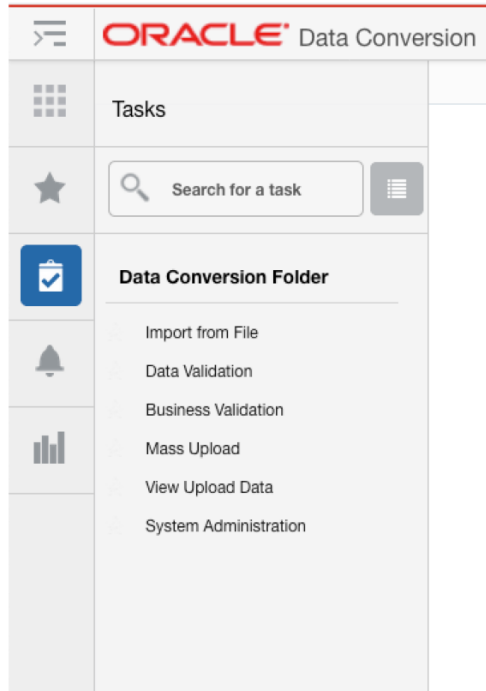 ORACLE Data Conversion
Tasks
Search for a task
Data Conversion Folder
Import from File
Data Validation
Business Validation
Mass Upload
View Upload Data
System Administration